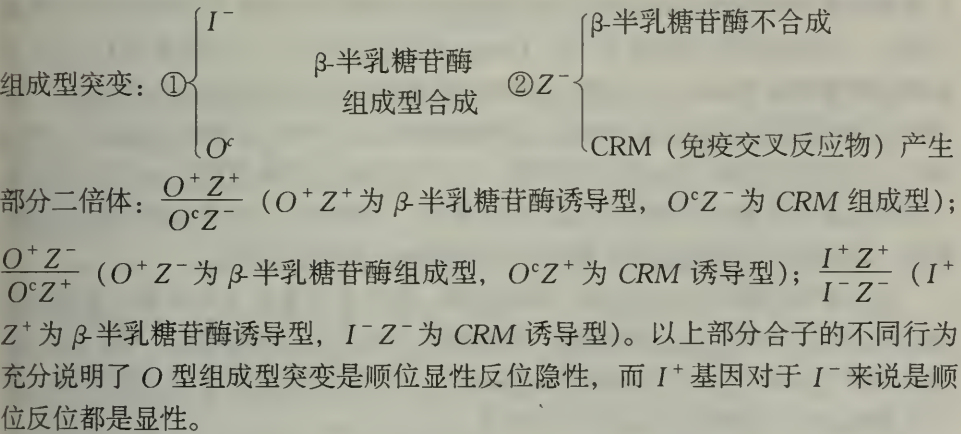 I⁻
β-半乳糖苷酶不合成
β-半乳糖苷酶
组成型突变：① ②Z⁻
组成型合成
Oᶜ
CRM（免疫交叉反应物）产生
部分二倍体：O⁺Z⁺/OᶜZ⁻（O⁺Z⁺为β-半乳糖苷酶诱导型，OᶜZ⁻为CRM组成型）；
O⁺Z⁻/OᶜZ⁺（O⁺Z⁻为β-半乳糖苷酶组成型，OᶜZ⁺为CRM诱导型）；I⁺Z⁺/I⁻Z⁻（I⁺
Z⁺为β-半乳糖苷酶诱导型，I⁻Z⁻为CRM诱导型）。以上部分合子的不同行为
充分说明了O型组成型突变是顺位显性反位隐性，而I⁺基因对于I⁻来说是顺
位反位都是显性。